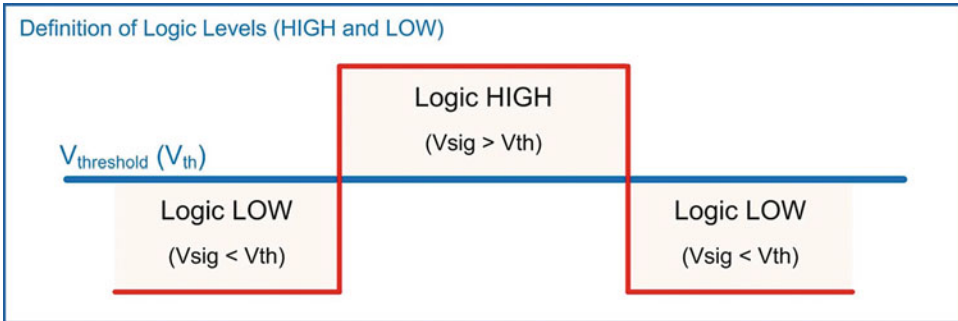 Definition of Logic Levels (HIGH and LOW)
Logic HIGH
(Vsig > Vth)
Vthreshold (Vth)
Logic LOW
(Vsig < Vth)
Logic LOW
(Vsig < Vth)